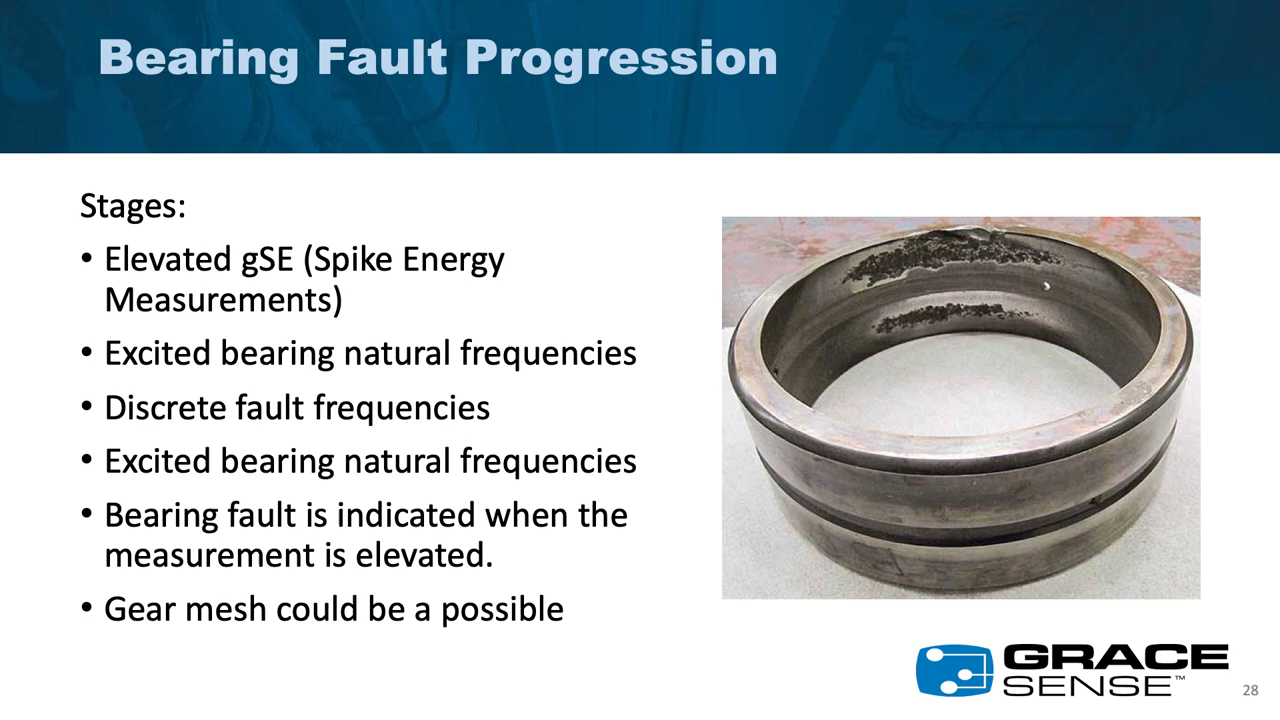 Bearing Fault Progression
Stages:
• Elevated gSE (Spike Energy
Measurements)
• Excited bearing natural frequencies
• Discrete fault frequencies
• Excited bearing natural frequencies
• Bearing fault is indicated when the
measurement is elevated.
• Gear mesh could be a possible
GRACE
SENSE™
28